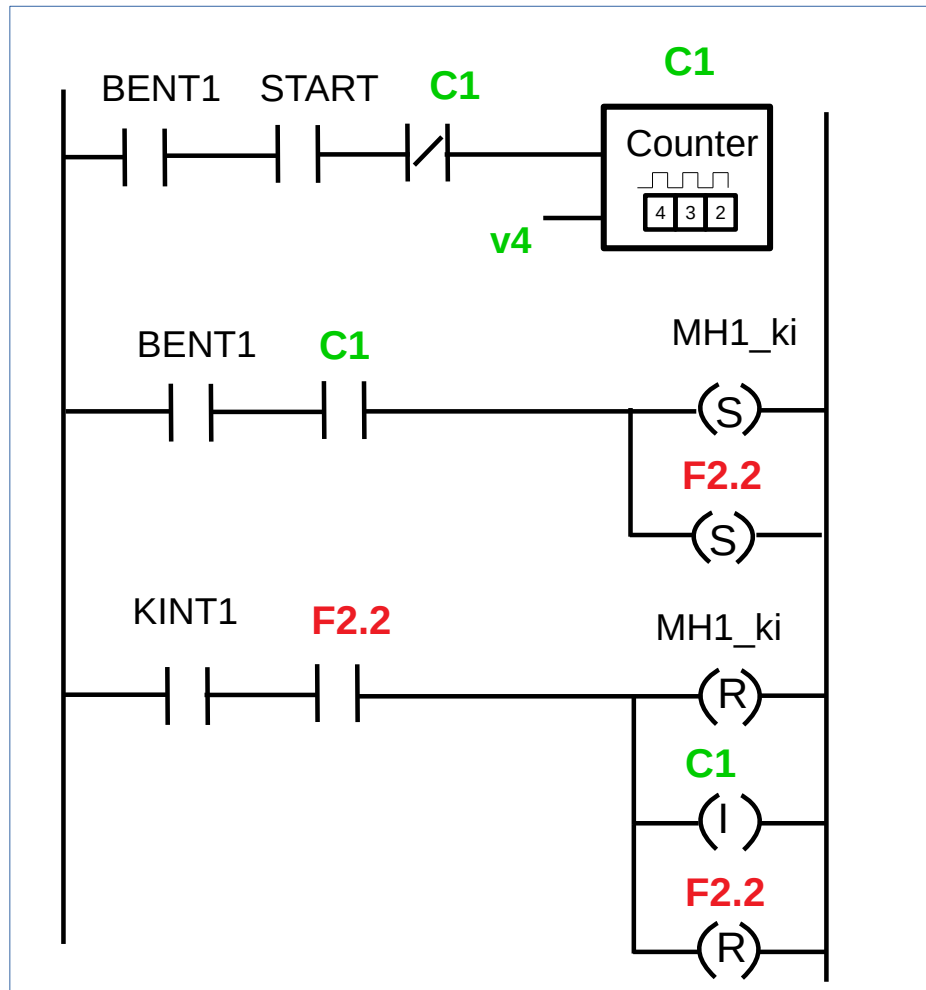 C1
BENT1 START C1
Counter
4 3 2
v4
BENT1 C1 MH1_ki
S
F2.2
S
KINT1 F2.2 MH1_ki
R
C1
I
F2.2
R